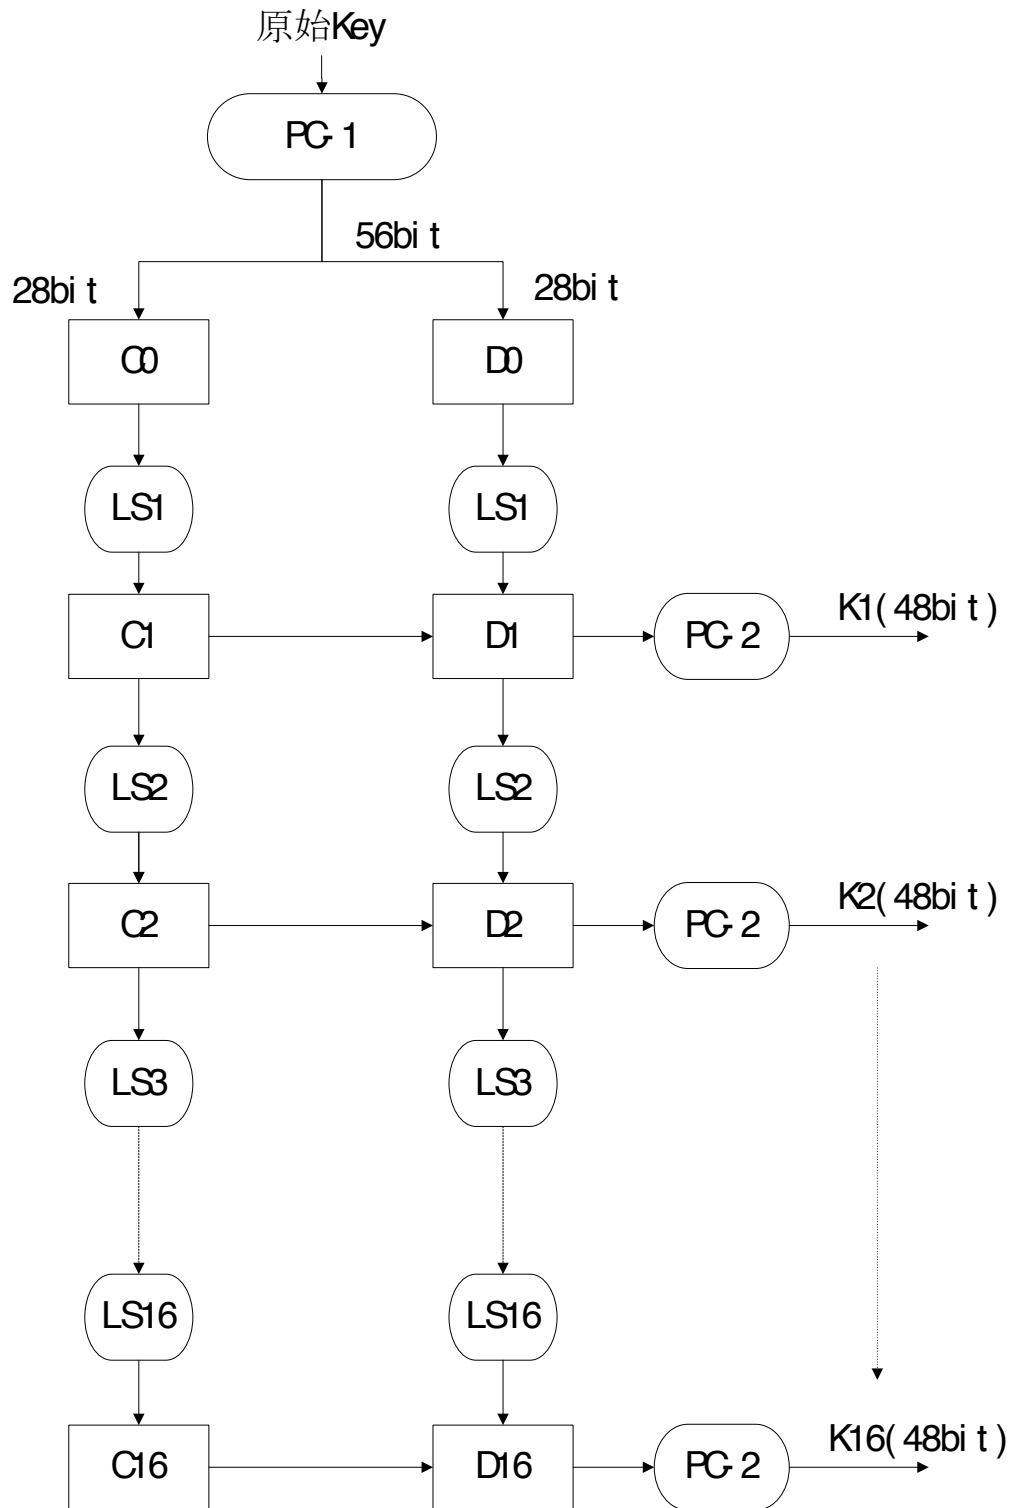 原始Key
PC-1
56bit
28bit
28bit
C0
D0
LS1
LS1
C1
D1
PC-2
K1(48bit)
LS2
LS2
C2
D2
PC-2
K2(48bit)
LS3
LS3
LS16
LS16
C16
D16
PC-2
K16(48bit)